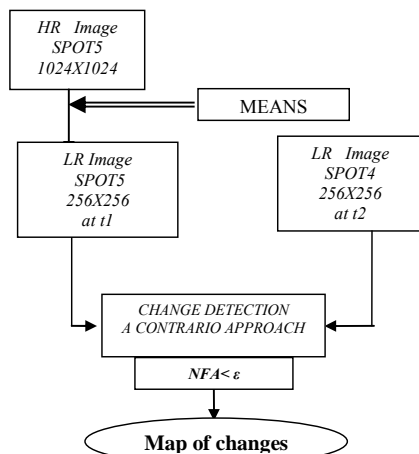 HR Image
SPOT5
1024X1024
MEANS
LR Image
SPOT5
256X256
at t1
LR Image
SPOT4
256X256
at t2
CHANGE DETECTION
A CONTRARIO APPROACH
NFA< ε
Map of changes